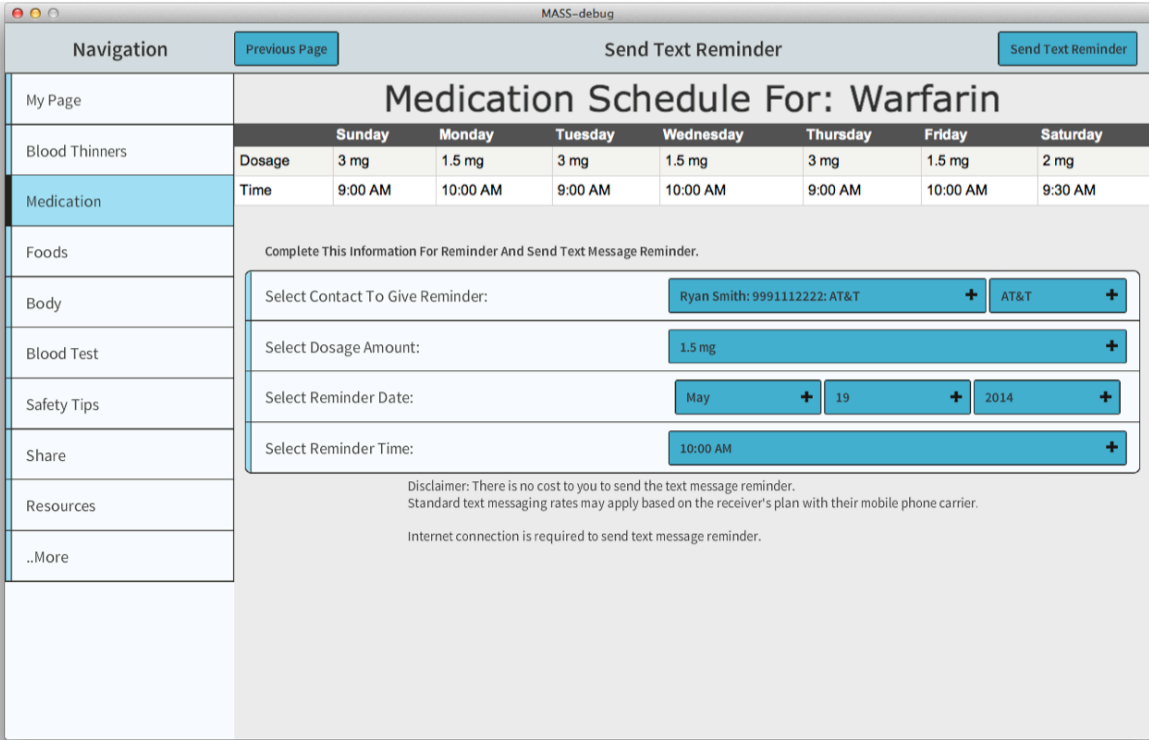 MASS-debug
Navigation
Previous Page
Send Text Reminder
Send Text Reminder
My Page
Blood Thinners
Medication
Foods
Body
Blood Test
Safety Tips
Share
Resources
..More
Medication Schedule For: Warfarin
Sunday Monday Tuesday Wednesday Thursday Friday Saturday
Dosage 3 mg 1.5 mg 3 mg 1.5 mg 3 mg 1.5 mg 2 mg
Time 9:00 AM 10:00 AM 9:00 AM 10:00 AM 9:00 AM 10:00 AM 9:30 AM
Complete This Information For Reminder And Send Text Message Reminder.
Select Contact To Give Reminder: Ryan Smith: 9991112222: AT&T AT&T
Select Dosage Amount: 1.5 mg
Select Reminder Date: May 19 2014
Select Reminder Time: 10:00 AM
Disclaimer: There is no cost to you to send the text message reminder.
Standard text messaging rates may apply based on the receiver's plan with their mobile phone carrier.
Internet connection is required to send text message reminder.